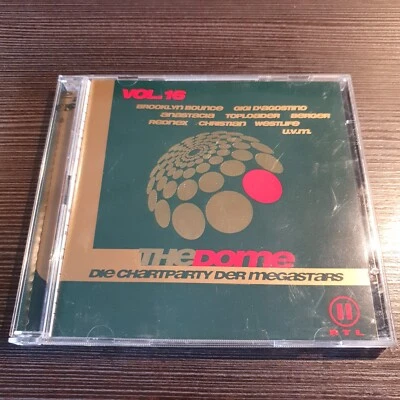 VOL. 16
BROOKLYN BOUNCE GIGI D'AGOSTINO
ANASTACIA TOPLOADER BERGER
REDNEX CHRISTIAN WESTLIFE
U.V.M.
THE DOME
DIE CHARTPARTY DER MEGASTARS
II
RTL